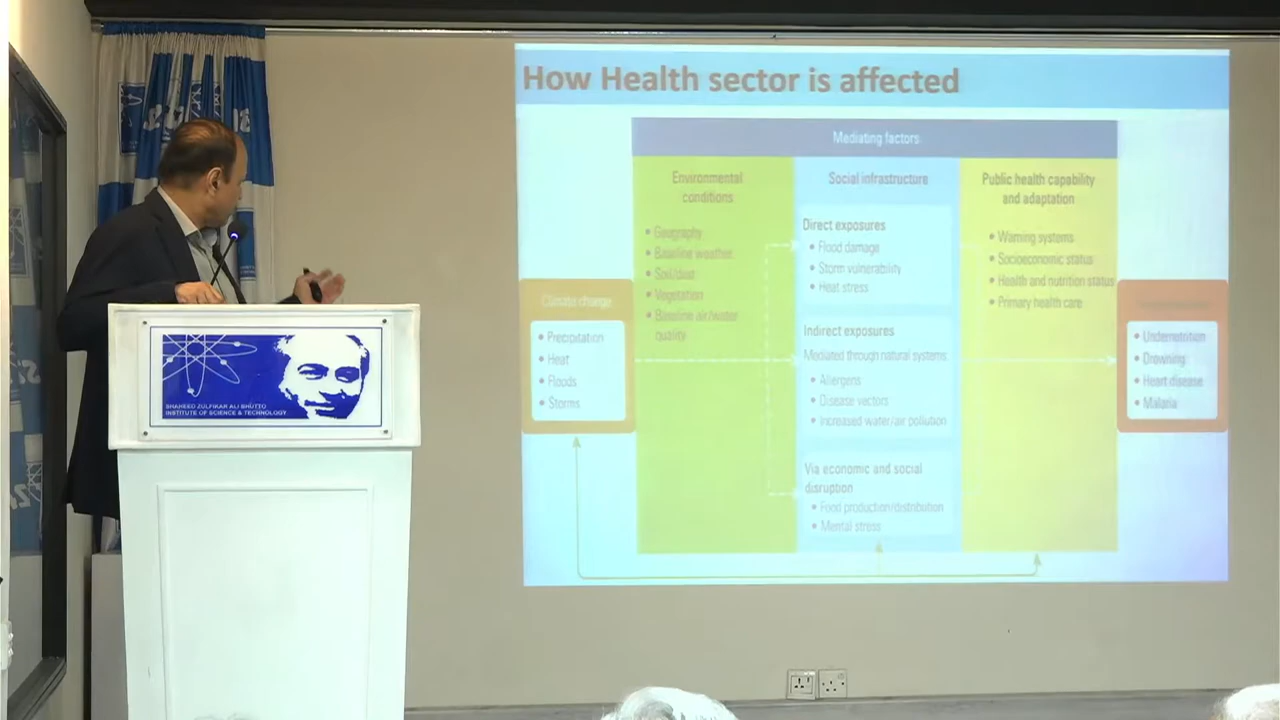 How Health sector is affected
Mediating factors
Environmental
conditions
• Geography
• Baseline weather
• Soil/dust
• Vegetation
• Baseline air/water
quality
Social infrastructure
Direct exposures
• Flood damage
• Storm vulnerability
• Heat stress
Indirect exposures
Mediated through natural systems:
• Allergens
• Disease vectors
• Increased water/air pollution
Via economic and social
disruption
• Food production/distribution
• Mental stress
Public health capability
and adaptation
• Warning systems
• Socioeconomic status
• Health and nutrition status
• Primary health care
Climate change
• Precipitation
• Heat
• Floods
• Storms
• Undernutrition
• Drowning
• Heart disease
• Malaria
SHAHEED ZULFIKAR ALI BHUTTO
INSTITUTE OF SCIENCE & TECHNOLOGY